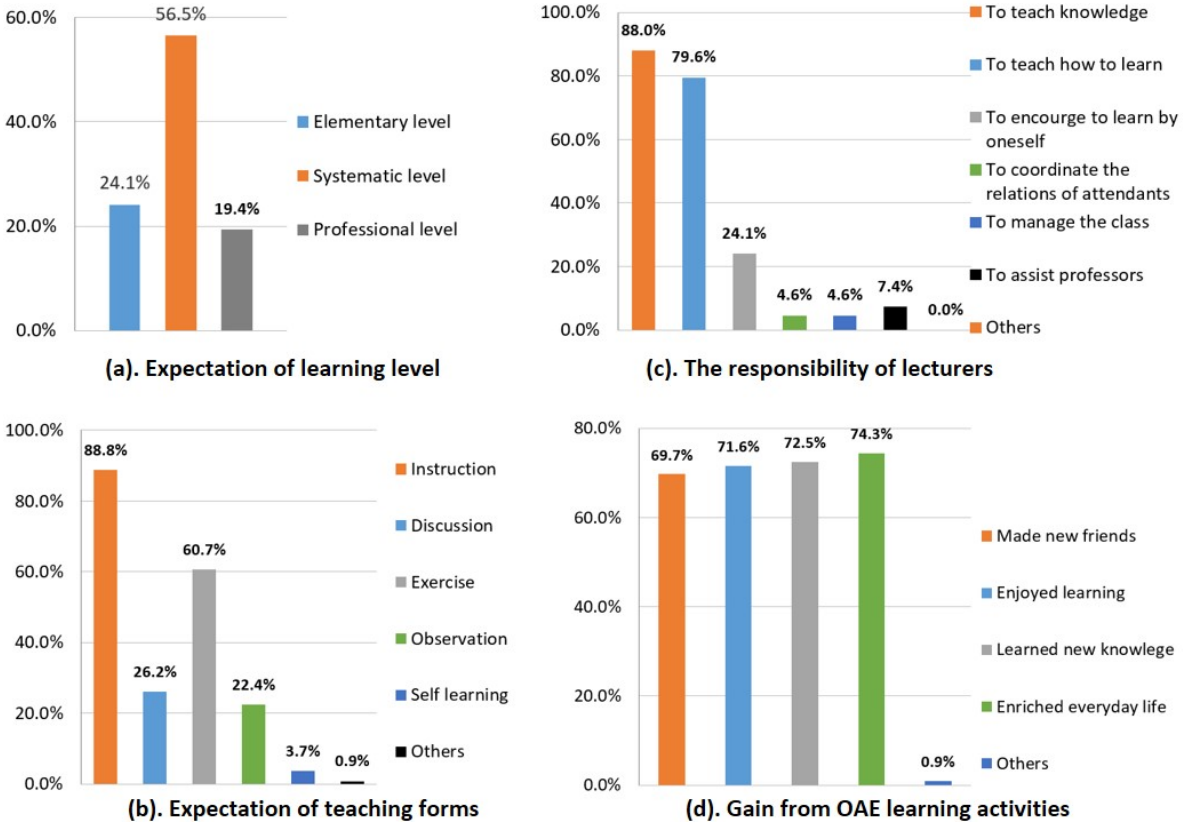 60.0%
40.0%
20.0%
0.0%
56.5%
24.1%
19.4%
Elementary level
Systematic level
Professional level
(a). Expectation of learning level
100.0%
80.0%
60.0%
40.0%
20.0%
0.0%
88.0%
79.6%
24.1%
4.6%
4.6%
7.4%
0.0%
To teach knowledge
To teach how to learn
To encourge to learn by
oneself
To coordinate the
relations of attendants
To manage the class
To assist professors
Others
(c). The responsibility of lecturers
100.0%
80.0%
60.0%
40.0%
20.0%
0.0%
88.8%
26.2%
60.7%
22.4%
3.7%
0.9%
Instruction
Discussion
Exercise
Observation
Self learning
Others
(b). Expectation of teaching forms
80.0%
60.0%
40.0%
20.0%
0.0%
69.7%
71.6%
72.5%
74.3%
0.9%
Made new friends
Enjoyed learning
Learned new knowlege
Enriched everyday life
Others
(d). Gain from OAE learning activities